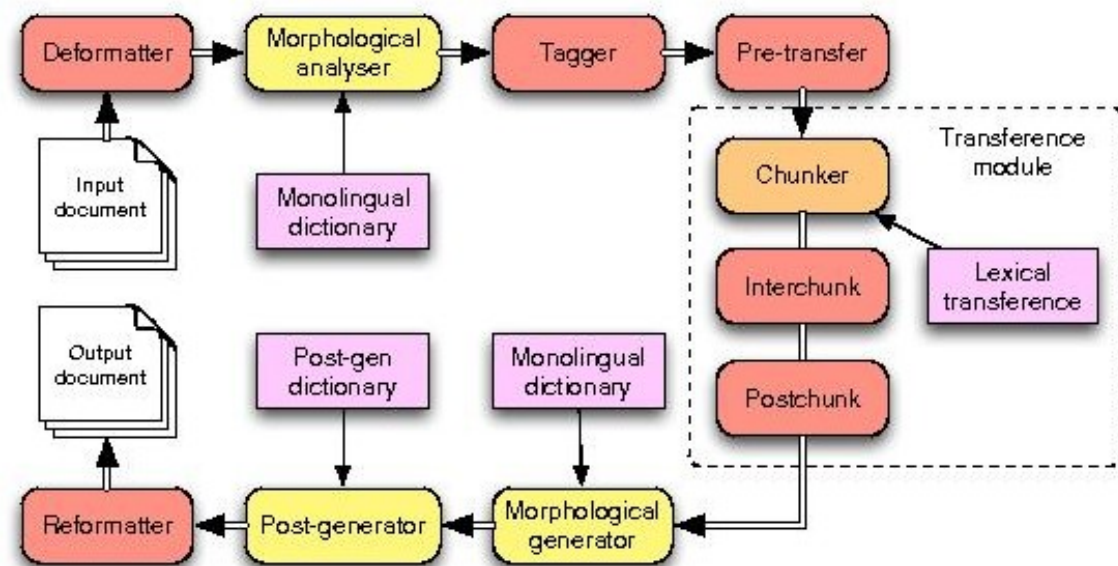 Deformatter
Morphological
analyser
Tagger
Pre-transfer
Input
document
Monolingual
dictionary
Transference
module
Chunker
Interchunk
Lexical
transference
Postchunk
Output
document
Post-gen
dictionary
Monolingual
dictionary
Reformatter
Post-generator
Morphological
generator